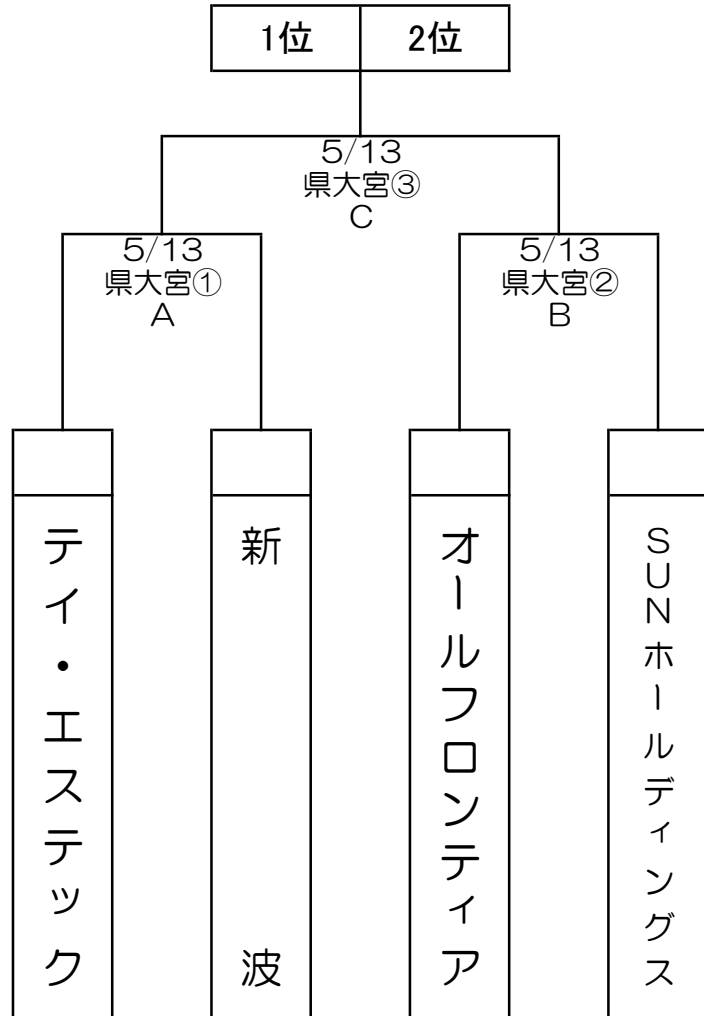 1位 2位
5/13
県大宮③
C
5/13
県大宮①
A
5/13
県大宮②
B
テイ・エステック
新波
オールフロンティア
SUNホールディングス